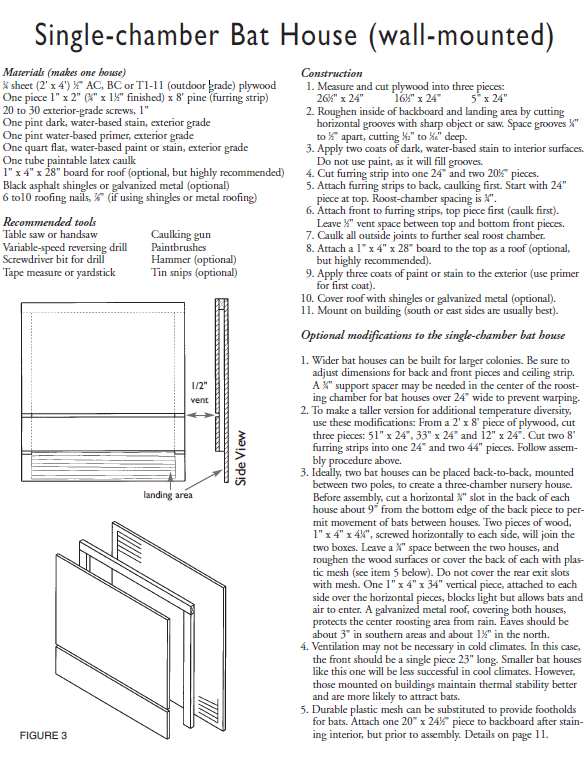 Single-chamber Bat House (wall-mounted)
Materials (makes one house)
¼ sheet (2' x 4') ½" AC, BC or T1-11 (outdoor grade) plywood
One piece 1" x 2" (¾" x 1½" finished) x 8' pine (furring strip)
20 to 30 exterior-grade screws, 1"
One pint dark, water-based stain, exterior grade
One pint water-based primer, exterior grade
One quart flat, water-based paint or stain, exterior grade
One tube paintable latex caulk
1" x 4" x 28" board for roof (optional, but highly recommended)
Black asphalt shingles or galvanized metal (optional)
6 to10 roofing nails, ⅞" (if using shingles or metal roofing)
Recommended tools
Table saw or handsaw
Variable-speed reversing drill
Screwdriver bit for drill
Tape measure or yardstick
Caulking gun
Paintbrushes
Hammer (optional)
Tin snips (optional)
1/2"
vent
Side View
landing area
FIGURE 3
Construction
1. Measure and cut plywood into three pieces:
26½" x 24" 16½" x 24" 5" x 24"
2. Roughen inside of backboard and landing area by cutting
horizontal grooves with sharp object or saw. Space grooves ¼"
to ½" apart, cutting 1/32" to 1/16" deep.
3. Apply two coats of dark, water-based stain to interior surfaces.
Do not use paint, as it will fill grooves.
4. Cut furring strip into one 24" and two 20½" pieces.
5. Attach furring strips to back, caulking first. Start with 24"
piece at top. Roost-chamber spacing is ¾".
6. Attach front to furring strips, top piece first (caulk first).
Leave ½" vent space between top and bottom front pieces.
7. Caulk all outside joints to further seal roost chamber.
8. Attach a 1" x 4" x 28" board to the top as a roof (optional,
but highly recommended).
9. Apply three coats of paint or stain to the exterior (use primer
for first coat).
10. Cover roof with shingles or galvanized metal (optional).
11. Mount on building (south or east sides are usually best).
Optional modifications to the single-chamber bat house
1. Wider bat houses can be built for larger colonies. Be sure to
adjust dimensions for back and front pieces and ceiling strip.
A ¾" support spacer may be needed in the center of the roost-
ing chamber for bat houses over 24" wide to prevent warping.
2. To make a taller version for additional temperature diversity,
use these modifications: From a 2' x 8' piece of plywood, cut
three pieces: 51" x 24", 33" x 24" and 12" x 24". Cut two 8'
furring strips into one 24" and two 44" pieces. Follow assem-
bly procedure above.
3. Ideally, two bat houses can be placed back-to-back, mounted
between two poles, to create a three-chamber nursery house.
Before assembly, cut a horizontal ¾" slot in the back of each
house about 9" from the bottom edge of the back piece to per-
mit movement of bats between houses. Two pieces of wood,
1" x 4" x 4¼", screwed horizontally to each side, will join the
two boxes. Leave a ¾" space between the two houses, and
roughen the wood surfaces or cover the back of each with plas-
tic mesh (see item 5 below). Do not cover the rear exit slots
with mesh. One 1" x 4" x 34" vertical piece, attached to each
side over the horizontal pieces, blocks light but allows bats and
air to enter. A galvanized metal roof, covering both houses,
protects the center roosting area from rain. Eaves should be
about 3" in southern areas and about 1½" in the north.
4. Ventilation may not be necessary in cold climates. In this case,
the front should be a single piece 23" long. Smaller bat houses
like this one will be less successful in cool climates. However,
those mounted on buildings maintain thermal stability better
and are more likely to attract bats.
5. Durable plastic mesh can be substituted to provide footholds
for bats. Attach one 20" x 24½" piece to backboard after stain-
ing interior, but prior to assembly. Details on page 11.